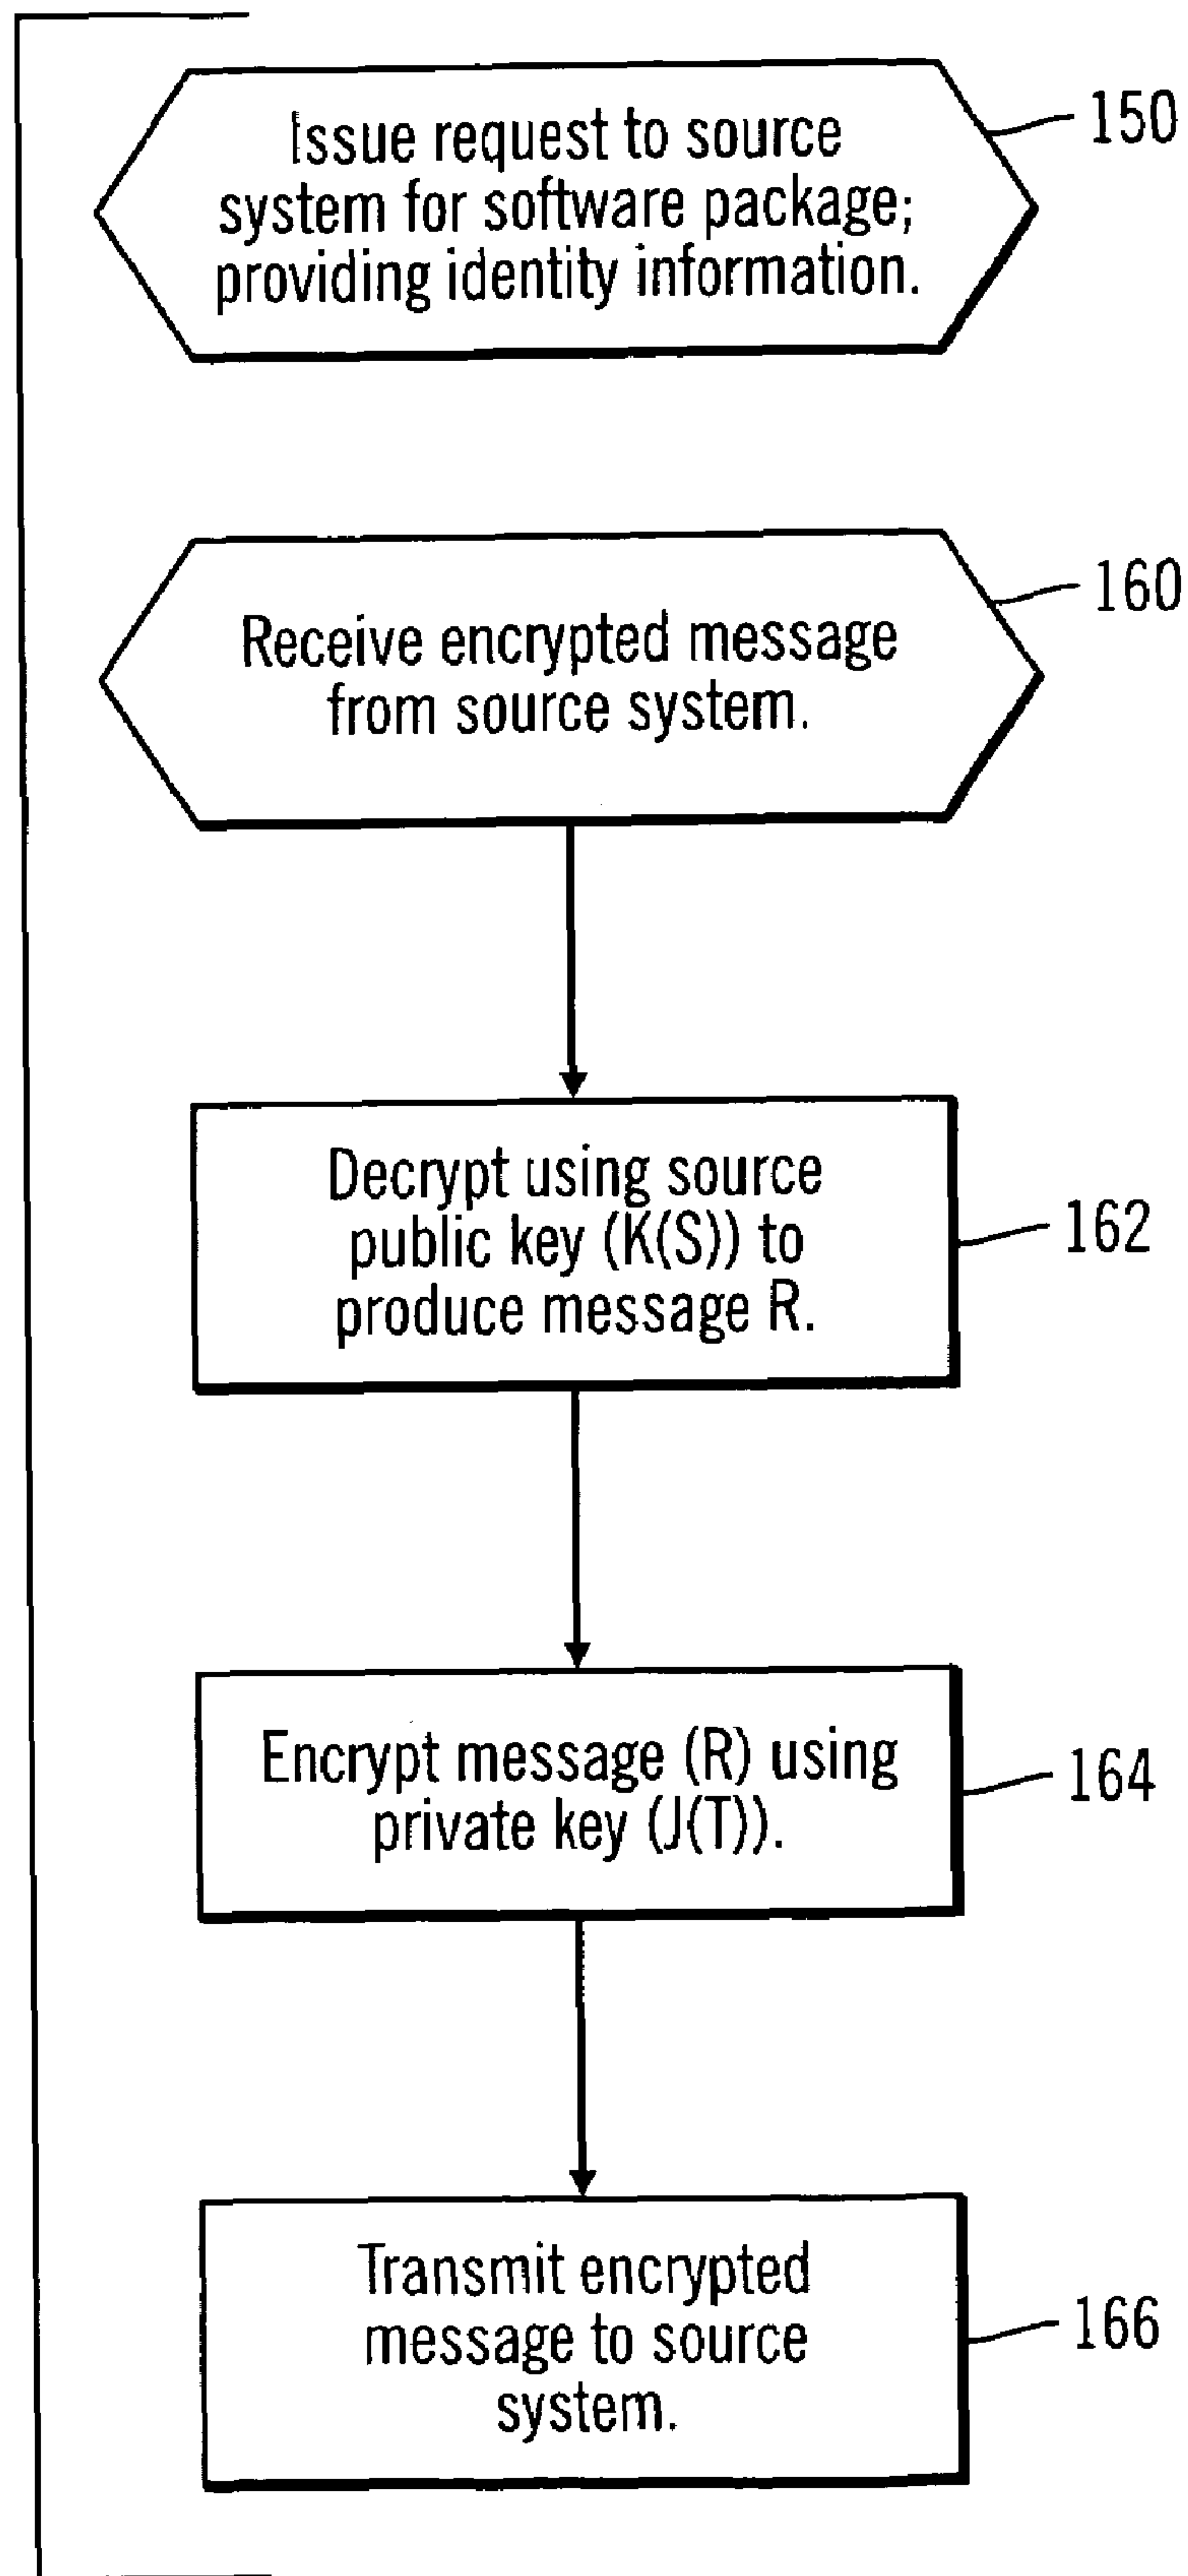 Issue request to source
system for software package;
providing identity information.
150
Receive encrypted message
from source system.
160
Decrypt using source
public key (K(S)) to
produce message R.
162
Encrypt message (R) using
private key (J(T)).
164
Transmit encrypted
message to source
system.
166